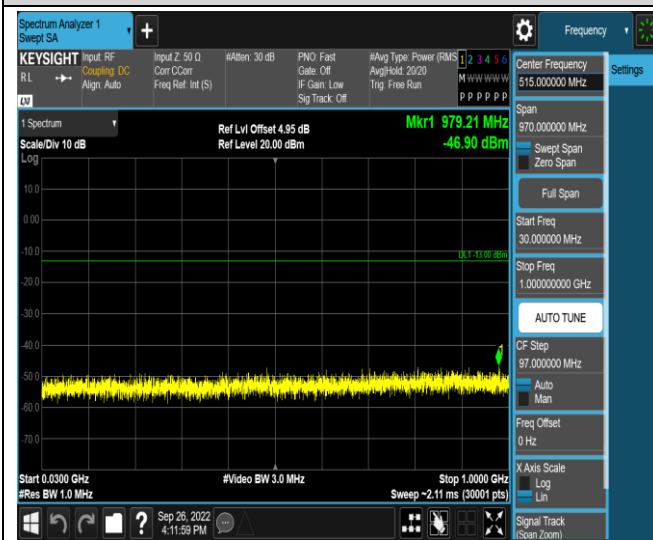 Spectrum Analyzer 1
Swept SA
+
Frequency
KEYSIGHT
RL
LXI
Input: RF
Coupling: DC
Align: Auto
Input Z: 50 Ω
Corr CCorr
Freq Ref: Int (S)
#Atten: 30 dB
PNO: Fast
Gate: Off
IF Gain: Low
Sig Track: Off
#Avg Type: Power (RMS
Avg|Hold: 20/20
Trig: Free Run
1 2 3 4 5 6
M W W W W W
P P P P P P
1 Spectrum
Scale/Div 10 dB
Log
Ref Lvl Offset 4.95 dB
Ref Level 20.00 dBm
Mkr1 979.21 MHz
-46.90 dBm
10.0
0.00
-10.0
DL1 -13.00 dBm
-20.0
-30.0
-40.0
1
-50.0
-60.0
-70.0
Start 0.0300 GHz
#Res BW 1.0 MHz
#Video BW 3.0 MHz
Stop 1.0000 GHz
Sweep ~2.11 ms (30001 pts)
?
Sep 26, 2022
4:11:59 PM
Center Frequency
515.000000 MHz
Settings
Span
970.000000 MHz
Swept Span
Zero Span
Full Span
Start Freq
30.000000 MHz
Stop Freq
1.000000000 GHz
AUTO TUNE
CF Step
97.000000 MHz
Auto
Man
Freq Offset
0 Hz
X Axis Scale
Log
Lin
Signal Track
(Span Zoom)